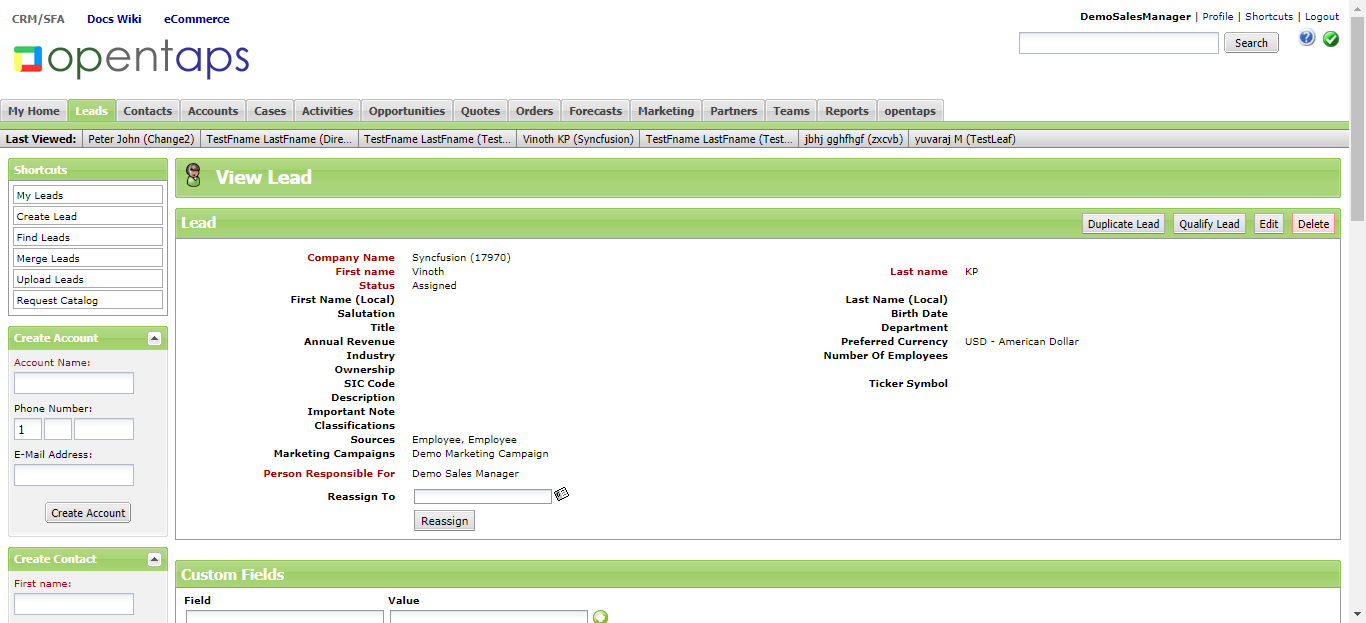 CRM/SFA Docs Wiki eCommerce
DemoSalesManager | Profile | Shortcuts | Logout
opentaps
Search
My Home Leads Contacts Accounts Cases Activities Opportunities Quotes Orders Forecasts Marketing Partners Teams Reports opentaps
Last Viewed: Peter John (Change2) TestFname LastFname (Dire... TestFname LastFname (Test... Vinoth KP (Syncfusion) TestFname LastFname (Test... jbhj gghfhgf (zxcvb) yuvaraj M (TestLeaf)
Shortcuts
My Leads
Create Lead
Find Leads
Merge Leads
Upload Leads
Request Catalog
Create Account
Account Name:
Phone Number:
1
E-Mail Address:
Create Account
Create Contact
First name:
View Lead
Lead
Duplicate Lead Qualify Lead Edit Delete
Company Name Syncfusion (17970)
First name Vinoth Last name KP
Status Assigned
First Name (Local) Last Name (Local)
Salutation Birth Date
Title Department
Annual Revenue Preferred Currency USD - American Dollar
Industry Number Of Employees
Ownership
SIC Code Ticker Symbol
Description
Important Note
Classifications
Sources Employee, Employee
Marketing Campaigns Demo Marketing Campaign
Person Responsible For Demo Sales Manager
Reassign To
Reassign
Custom Fields
Field Value